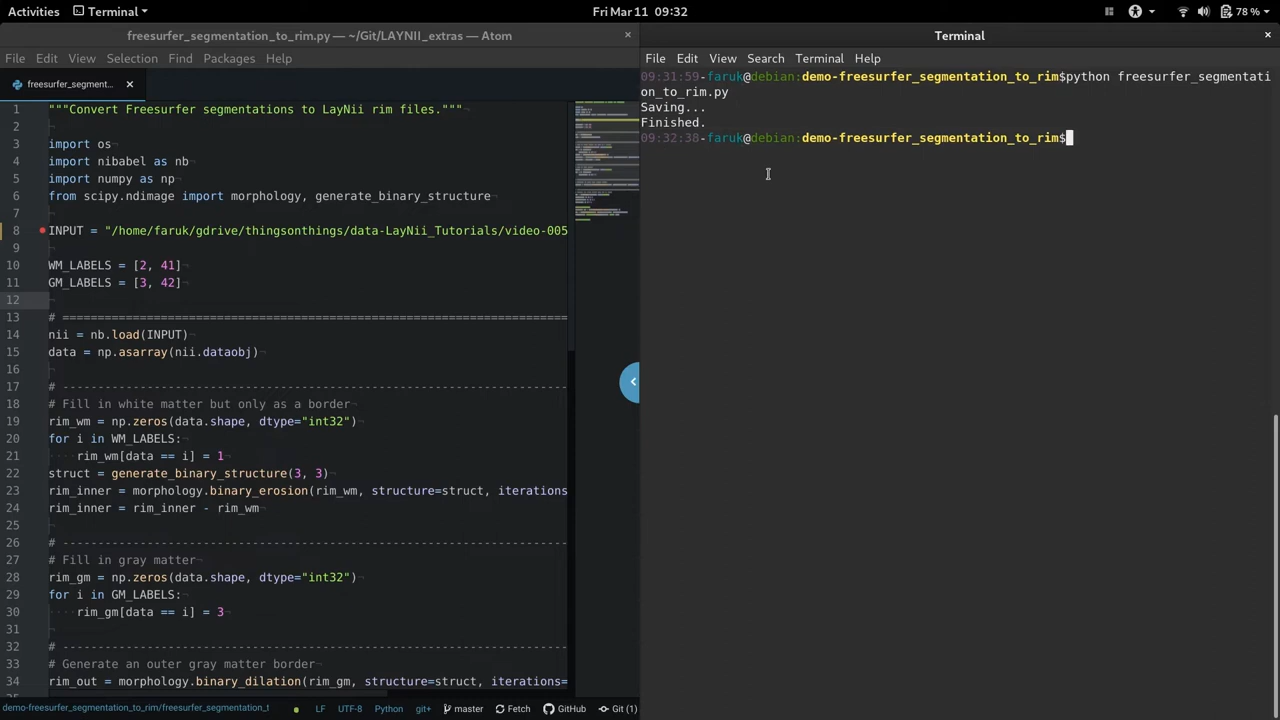 Activities Terminal Fri Mar 11 09:32 78 %
freesurfer_segmentation_to_rim.py — ~/Git/LAYNII_extras — Atom
File Edit View Selection Find Packages Help
freesurfer_segment...
1 """Convert Freesurfer segmentations to LayNii rim files."""
2
3 import os
4 import nibabel as nb
5 import numpy as np
6 from scipy.ndimage import morphology, generate_binary_structure
7
8 INPUT = "/home/faruk/gdrive/thingsonthings/data-LayNii_Tutorials/video-005
9
10 WM_LABELS = [2, 41]
11 GM_LABELS = [3, 42]
12
13 # ========================================================================
14 nii = nb.load(INPUT)
15 data = np.asarray(nii.dataobj)
16
17 # ------------------------------------------------------------------------
18 # Fill in white matter but only as a border
19 rim_wm = np.zeros(data.shape, dtype="int32")
20 for i in WM_LABELS:
21 rim_wm[data == i] = 1
22 struct = generate_binary_structure(3, 3)
23 rim_inner = morphology.binary_erosion(rim_wm, structure=struct, iterations
24 rim_inner = rim_inner - rim_wm
25
26 # ------------------------------------------------------------------------
27 # Fill in gray matter
28 rim_gm = np.zeros(data.shape, dtype="int32")
29 for i in GM_LABELS:
30 rim_gm[data == i] = 3
31
32 # ------------------------------------------------------------------------
33 # Generate an outer gray matter border
34 rim_out = morphology.binary_dilation(rim_gm, structure=struct, iterations=
demo-freesurfer_segmentation_to_rim/freesurfer_segmentation_t LF UTF-8 Python git+ master Fetch GitHub Git (1)
Terminal
File Edit View Search Terminal Help
09:31:59-faruk@debian:demo-freesurfer_segmentation_to_rim$python freesurfer_segmentati
on_to_rim.py
Saving...
Finished.
09:32:38-faruk@debian:demo-freesurfer_segmentation_to_rim$